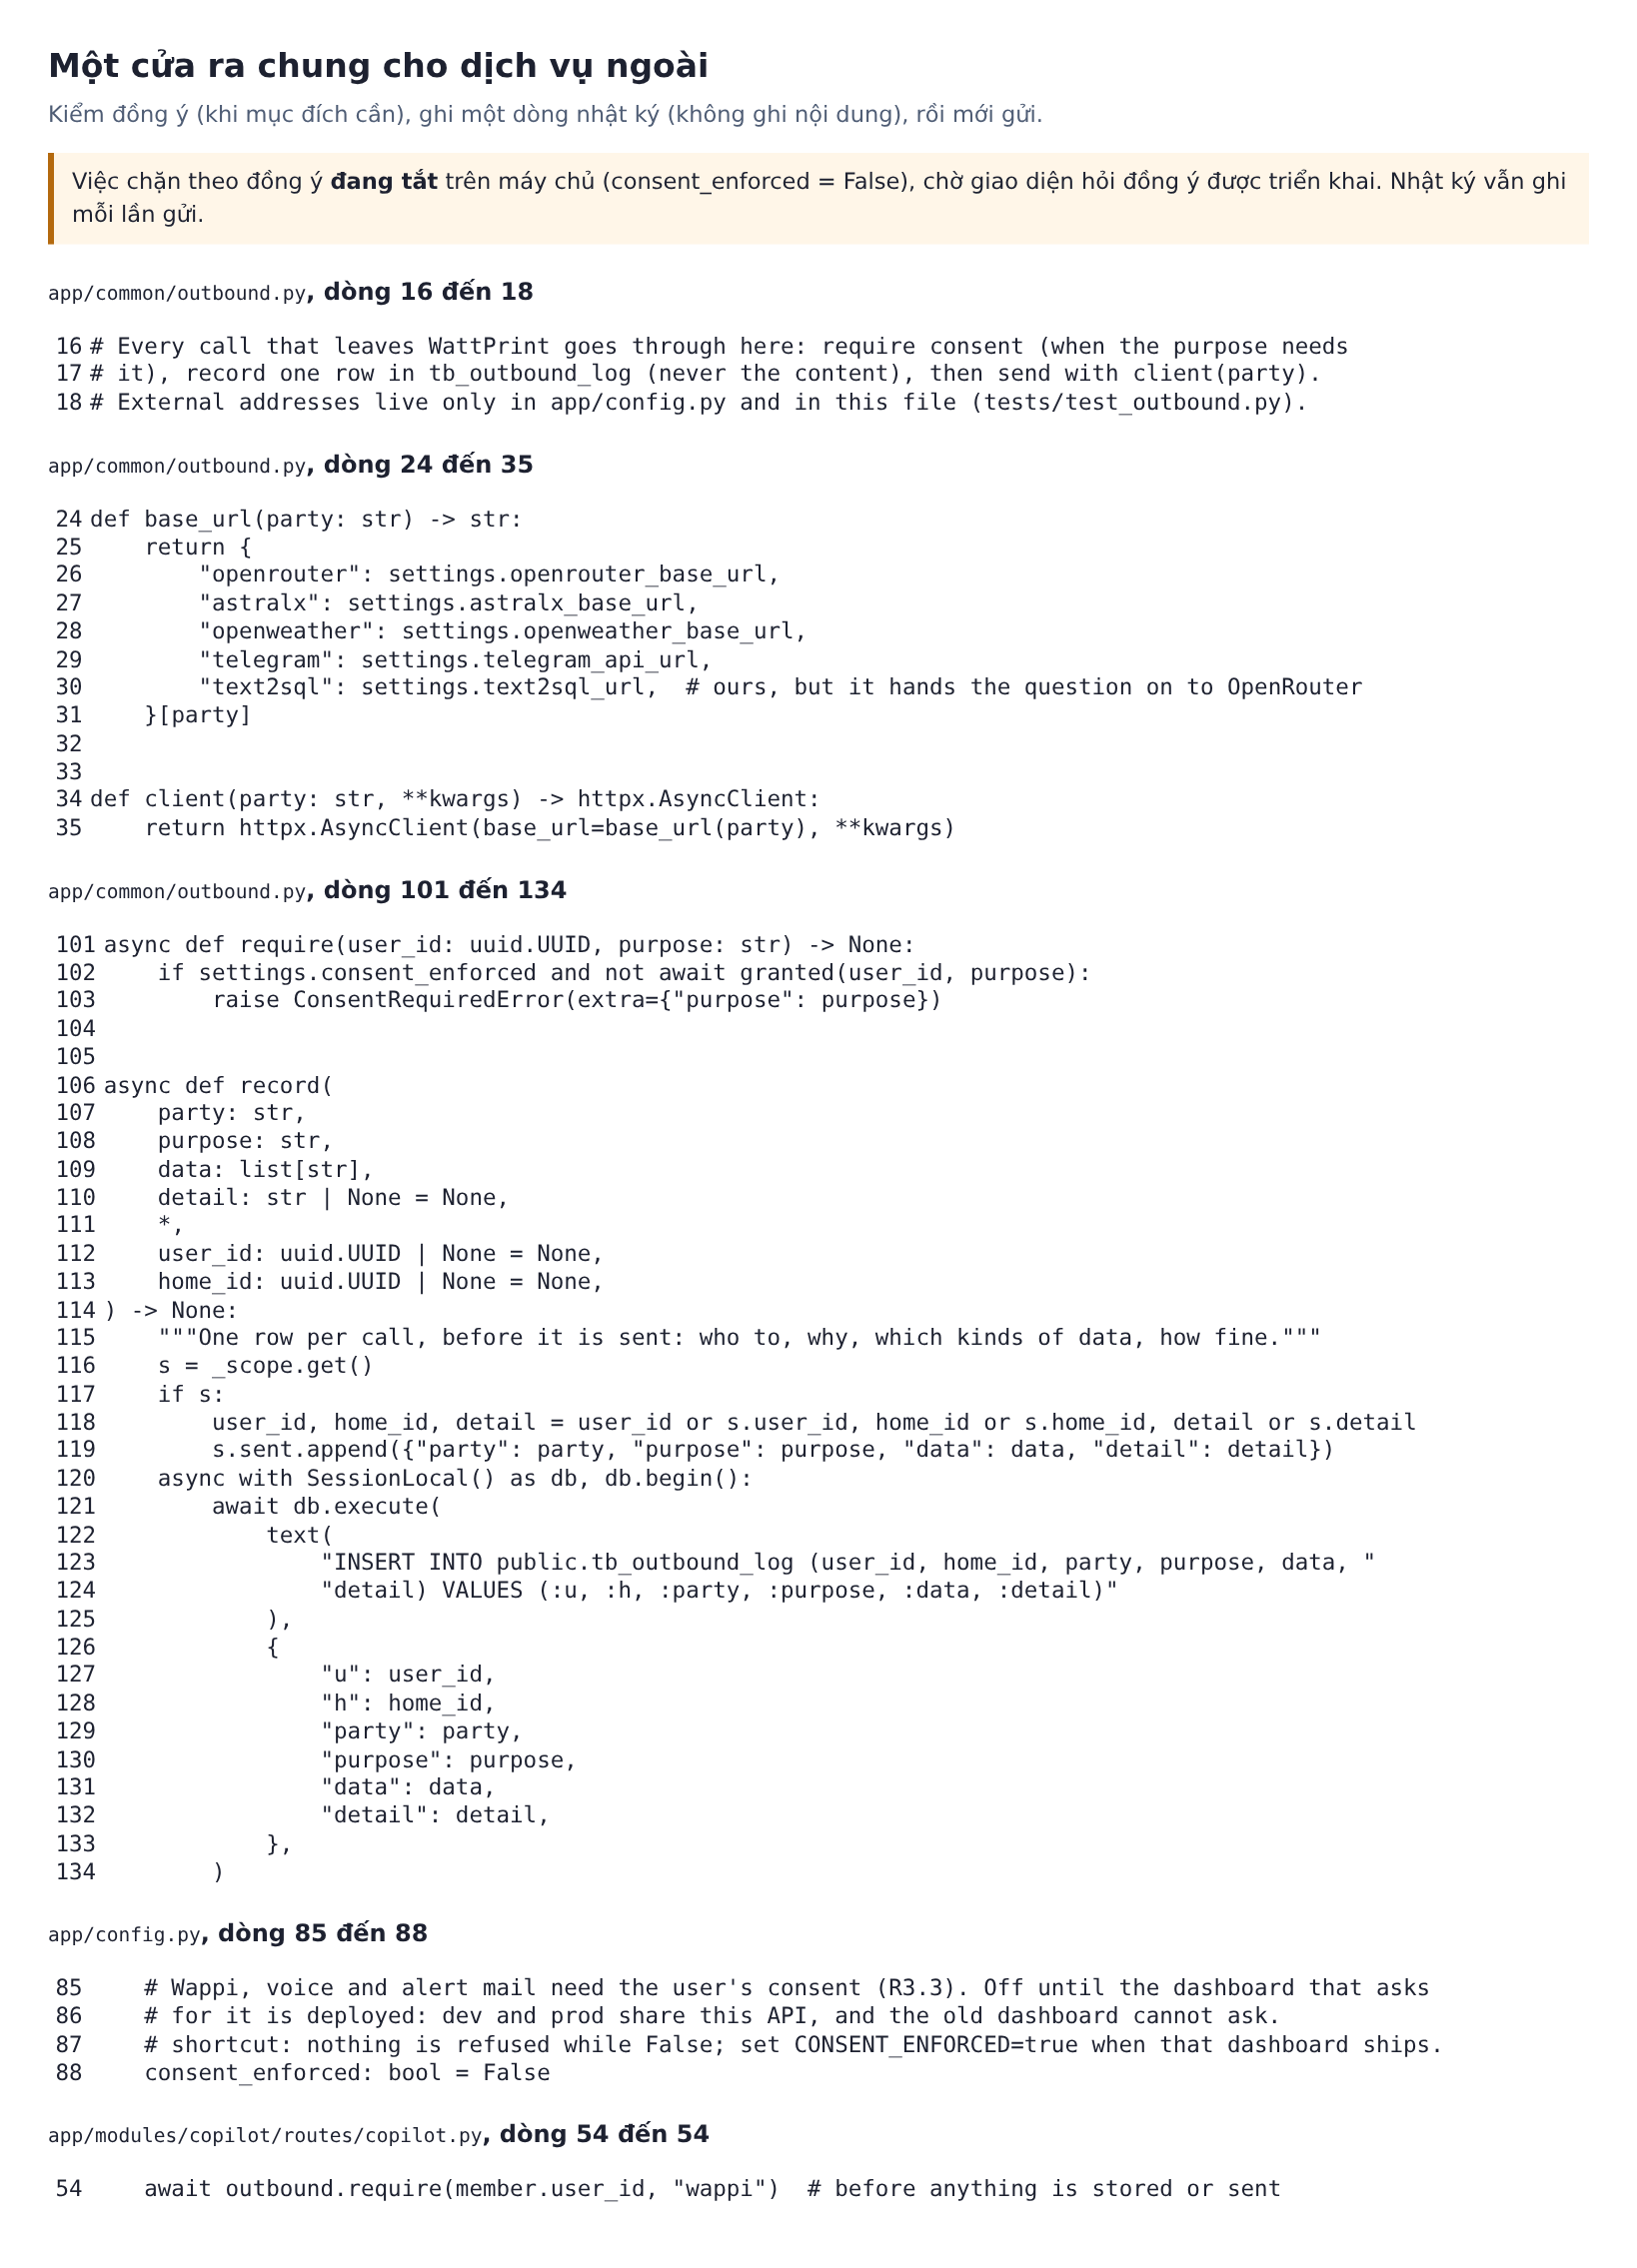 Một cửa ra chung cho dịch vụ ngoài
Kiểm đồng ý (khi mục đích cần), ghi một dòng nhật ký (không ghi nội dung), rồi mới gửi.
Việc chặn theo đồng ý đang tắt trên máy chủ (consent_enforced = False), chờ giao diện hỏi đồng ý được triển khai. Nhật ký vẫn ghi
mỗi lần gửi.
app/common/outbound.py, dòng 16 đến 18
16 # Every call that leaves WattPrint goes through here: require consent (when the purpose needs
17 # it), record one row in tb_outbound_log (never the content), then send with client(party).
18 # External addresses live only in app/config.py and in this file (tests/test_outbound.py).
app/common/outbound.py, dòng 24 đến 35
24 def base_url(party: str) -> str:
25     return {
26         "openrouter": settings.openrouter_base_url,
27         "astralx": settings.astralx_base_url,
28         "openweather": settings.openweather_base_url,
29         "telegram": settings.telegram_api_url,
30         "text2sql": settings.text2sql_url,  # ours, but it hands the question on to OpenRouter
31     }[party]
32
33
34 def client(party: str, **kwargs) -> httpx.AsyncClient:
35     return httpx.AsyncClient(base_url=base_url(party), **kwargs)
app/common/outbound.py, dòng 101 đến 134
101 async def require(user_id: uuid.UUID, purpose: str) -> None:
102     if settings.consent_enforced and not await granted(user_id, purpose):
103         raise ConsentRequiredError(extra={"purpose": purpose})
104
105
106 async def record(
107     party: str,
108     purpose: str,
109     data: list[str],
110     detail: str | None = None,
111     *,
112     user_id: uuid.UUID | None = None,
113     home_id: uuid.UUID | None = None,
114 ) -> None:
115     """One row per call, before it is sent: who to, why, which kinds of data, how fine."""
116     s = _scope.get()
117     if s:
118         user_id, home_id, detail = user_id or s.user_id, home_id or s.home_id, detail or s.detail
119         s.sent.append({"party": party, "purpose": purpose, "data": data, "detail": detail})
120     async with SessionLocal() as db, db.begin():
121         await db.execute(
122             text(
123                 "INSERT INTO public.tb_outbound_log (user_id, home_id, party, purpose, data, "
124                 "detail) VALUES (:u, :h, :party, :purpose, :data, :detail)"
125             ),
126             {
127                 "u": user_id,
128                 "h": home_id,
129                 "party": party,
130                 "purpose": purpose,
131                 "data": data,
132                 "detail": detail,
133             },
134         )
app/config.py, dòng 85 đến 88
85     # Wappi, voice and alert mail need the user's consent (R3.3). Off until the dashboard that asks
86     # for it is deployed: dev and prod share this API, and the old dashboard cannot ask.
87     # shortcut: nothing is refused while False; set CONSENT_ENFORCED=true when that dashboard ships.
88     consent_enforced: bool = False
app/modules/copilot/routes/copilot.py, dòng 54 đến 54
54     await outbound.require(member.user_id, "wappi")  # before anything is stored or sent